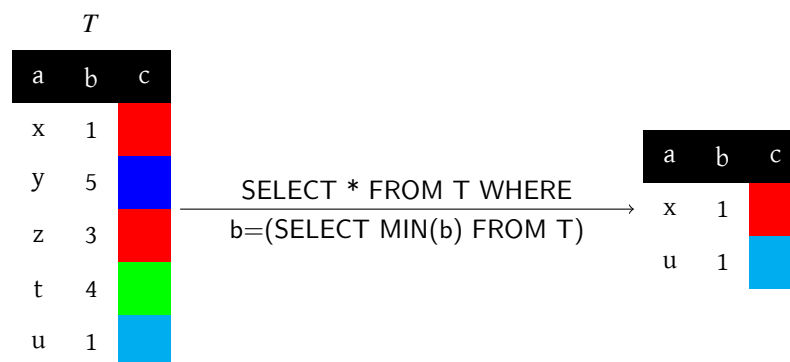 T
a b c
x 1
y 5
z 3
t 4
u 1
SELECT * FROM T WHERE
b=(SELECT MIN(b) FROM T)
a b c
x 1
u 1